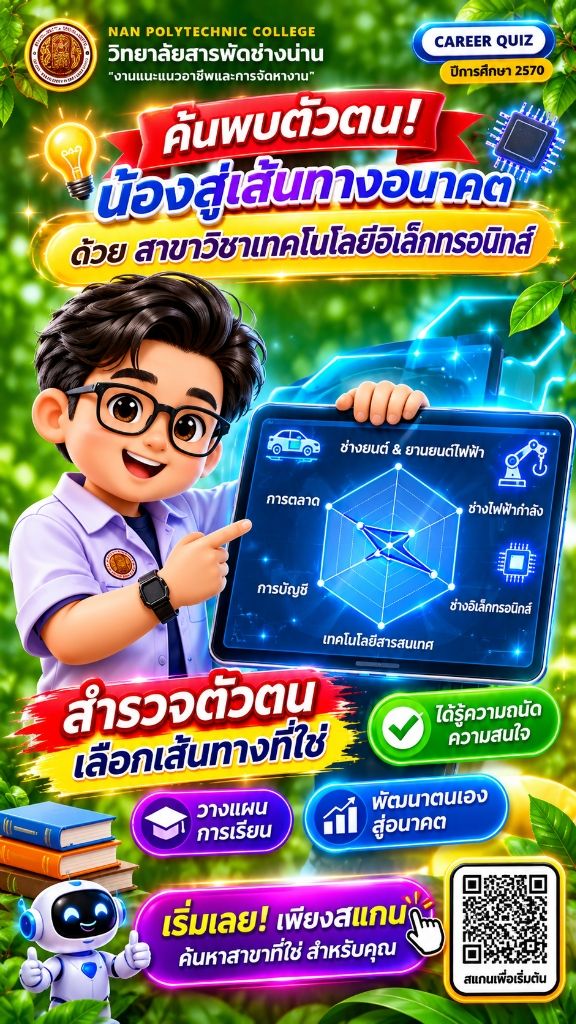 NAN POLYTECHNIC COLLEGE
วิทยาลัยสารพัดช่างน่าน
"งานแนะแนวอาชีพและการจัดหางาน"
CAREER QUIZ
ปีการศึกษา 2570
ค้นพบตัวตน!
น้องสู่เส้นทางอนาคต
ด้วย สาขาวิชาเทคโนโลยีอิเล็กทรอนิกส์
ช่างยนต์ & ยานยนต์ไฟฟ้า
การตลาด
ช่างไฟฟ้ากำลัง
การบัญชี
ช่างอิเล็กทรอนิกส์
เทคโนโลยีสารสนเทศ
สำรวจตัวตน
เลือกเส้นทางที่ใช่
ได้รู้ความถนัด
ความสนใจ
วางแผน
การเรียน
พัฒนาตนเอง
สู่อนาคต
เริ่มเลย! เพียงสแกน
ค้นหาสาขาที่ใช่ สำหรับคุณ
สแกนเพื่อเริ่มต้น